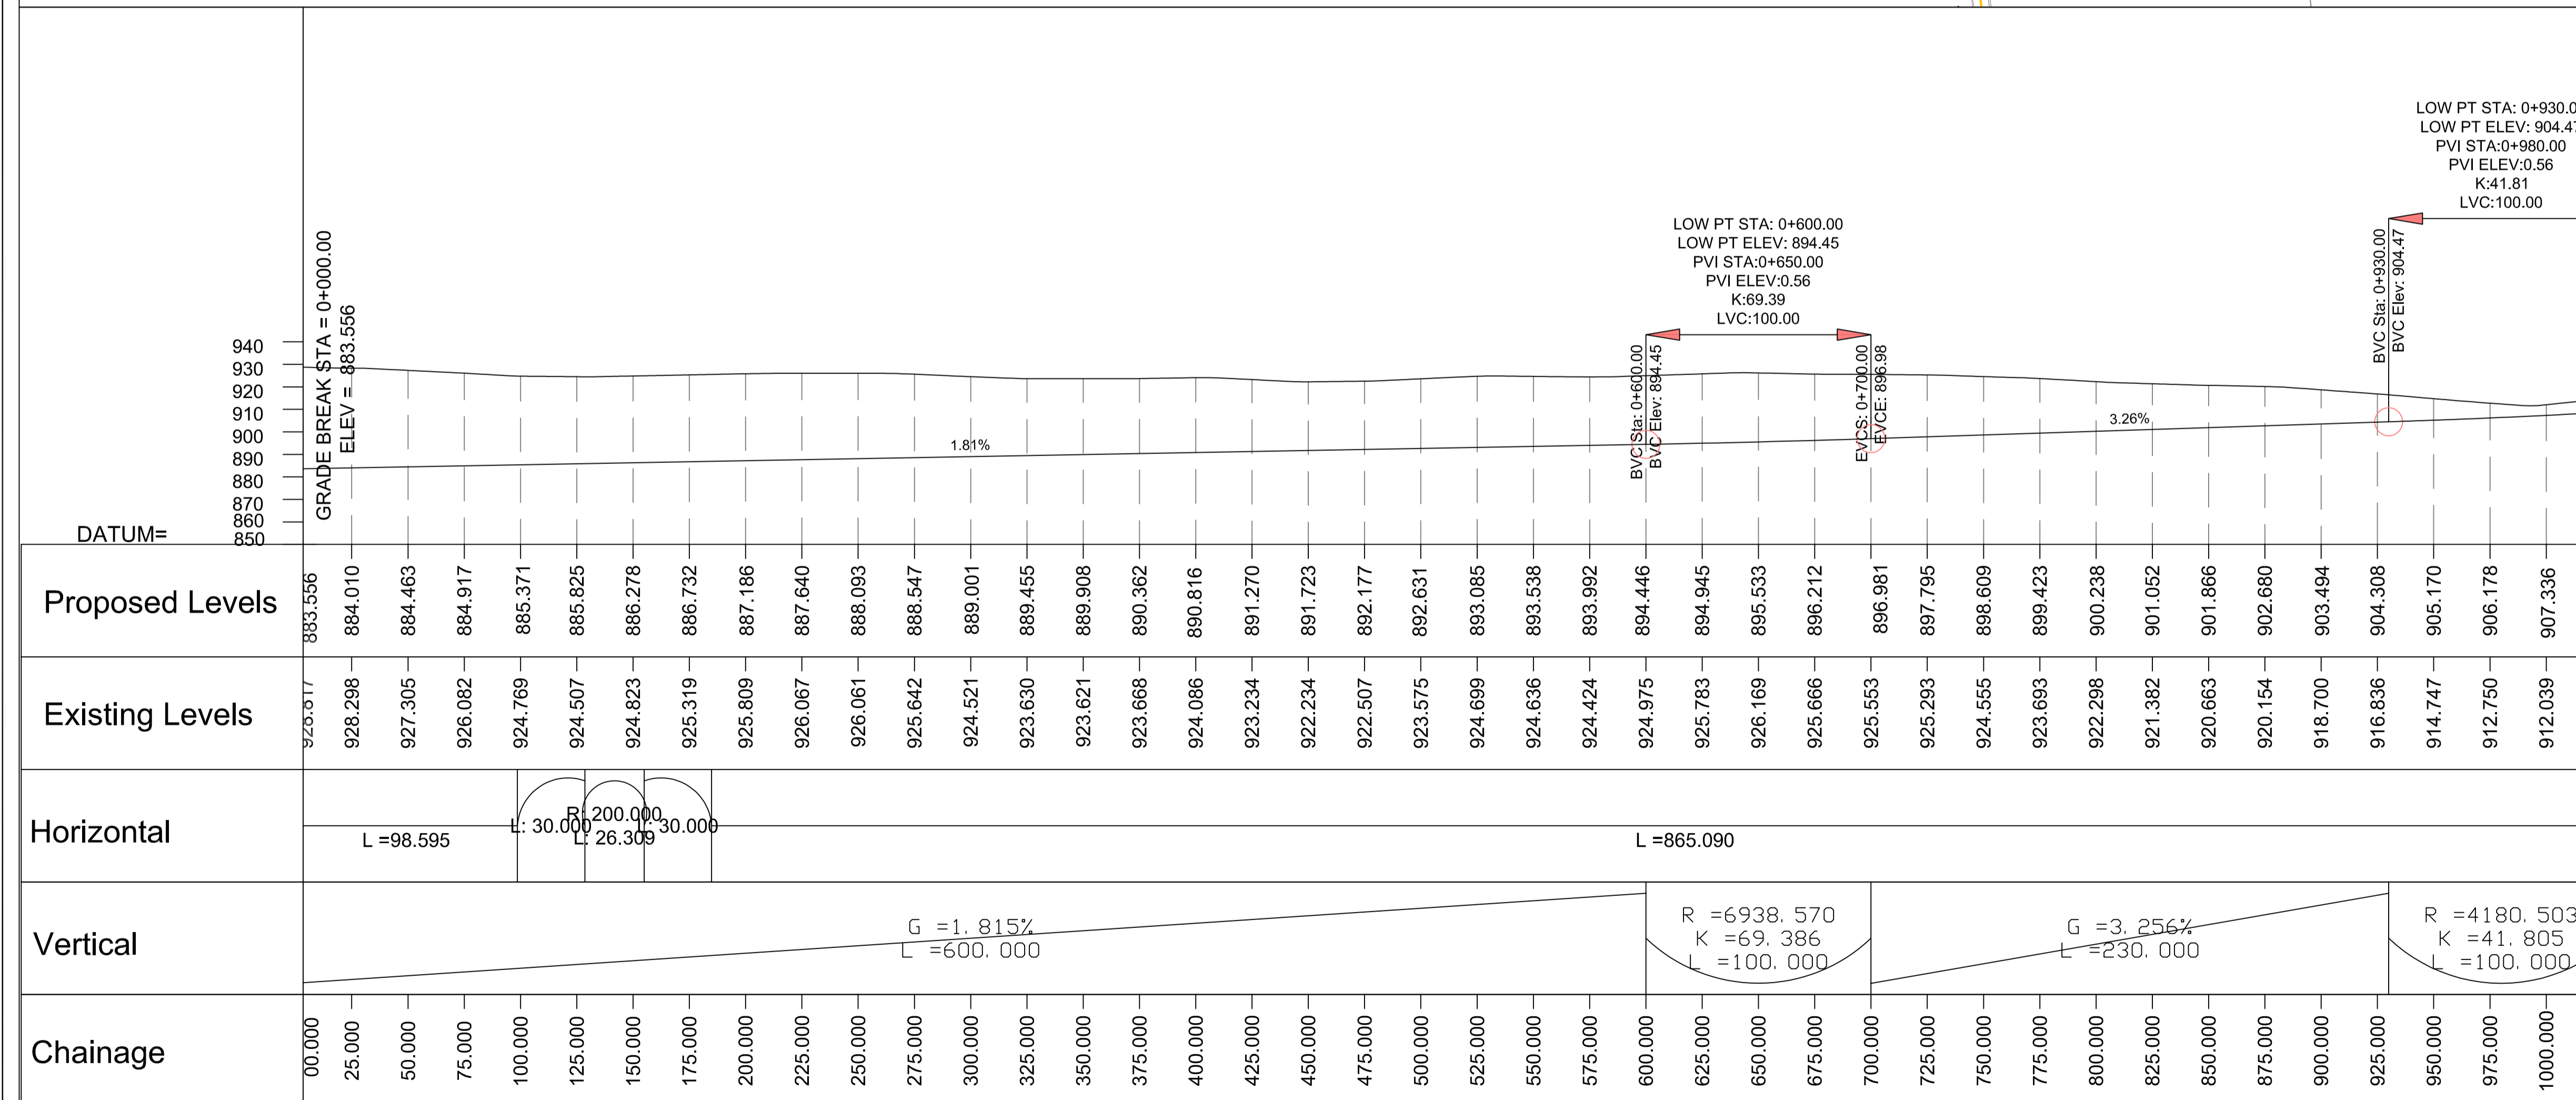 LOW PT STA: 0+930.0
LOW PT ELEV: 904.47
PVI STA:0+980.00
PVI ELEV:0.56
K:41.81
LVC:100.00
LOW PT STA: 0+600.00
LOW PT ELEV: 894.45
PVI STA:0+650.00
PVI ELEV:0.56
K:69.39
LVC:100.00
GRADE BREAK STA = 0+000.00
ELEV = 883.556
BVC Sta: 0+600.00
BVC Elev: 894.45
EVCS: 0+700.00
EVCE: 896.98
BVC Sta: 0+930.00
BVC Elev: 904.47
940
930
920
910
900
890
880
870
860
850
1.81%
3.26%
DATUM=
Proposed Levels
883.556 884.010 884.463 884.917 885.371 885.825 886.278 886.732 887.186 887.640 888.093 888.547 889.001 889.455 889.908 890.362 890.816 891.270 891.723 892.177 892.631 893.085 893.538 893.992 894.446 894.945 895.533 896.212 896.981 897.795 898.609 899.423 900.238 901.052 901.866 902.680 903.494 904.308 905.170 906.178 907.336
Existing Levels
928.817 928.298 927.305 926.082 924.769 924.507 924.823 925.319 925.809 926.067 926.061 925.642 924.521 923.630 923.621 923.668 924.086 923.234 922.234 922.507 923.575 924.699 924.636 924.424 924.975 925.783 926.169 925.666 925.553 925.293 924.555 923.693 922.298 921.382 920.663 920.154 918.700 916.836 914.747 912.750 912.039
Horizontal
L =98.595
L: 30.000
R: 200.000
L: 26.309
L: 30.000
L =865.090
Vertical
G =1.815%
L =600.000
R =6938.570
K =69.386
L =100.000
G =3.256%
L =230.000
R =4180.503
K =41.805
L =100.000
Chainage
00.000 25.000 50.000 75.000 100.000 125.000 150.000 175.000 200.000 225.000 250.000 275.000 300.000 325.000 350.000 375.000 400.000 425.000 450.000 475.000 500.000 525.000 550.000 575.000 600.000 625.000 650.000 675.000 700.000 725.000 750.000 775.000 800.000 825.000 850.000 875.000 900.000 925.000 950.000 975.000 1000.000